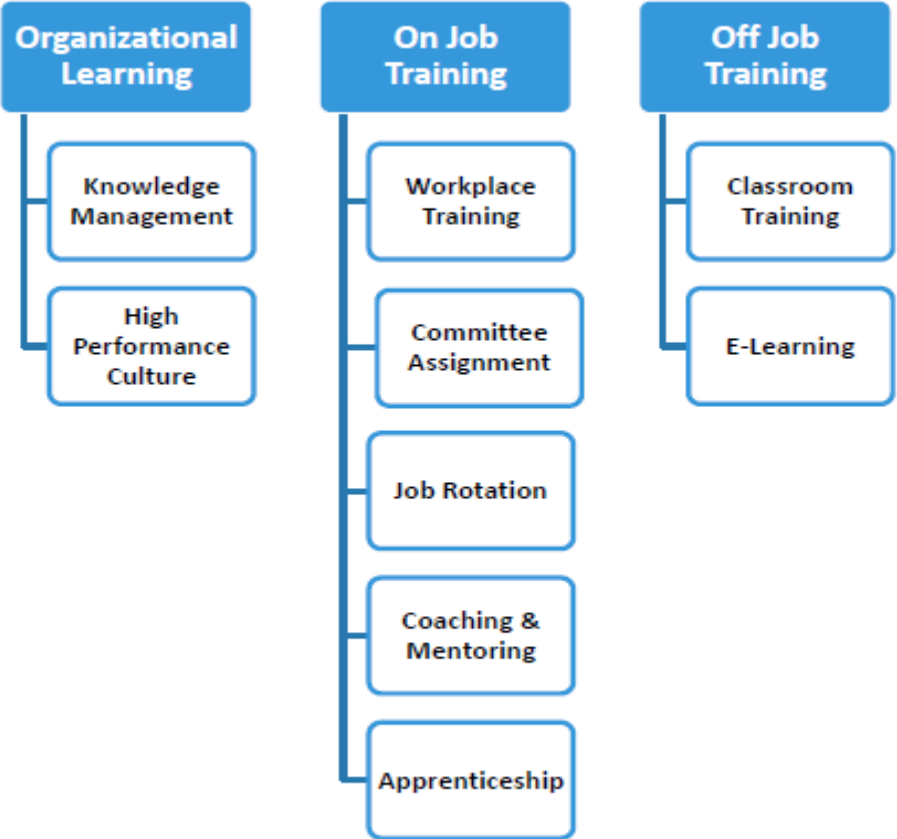 Organizational
Learning
Knowledge
Management
High
Performance
Culture
On Job
Training
Workplace
Training
Committee
Assignment
Job Rotation
Coaching &
Mentoring
Apprenticeship
Off Job
Training
Classroom
Training
E-Learning